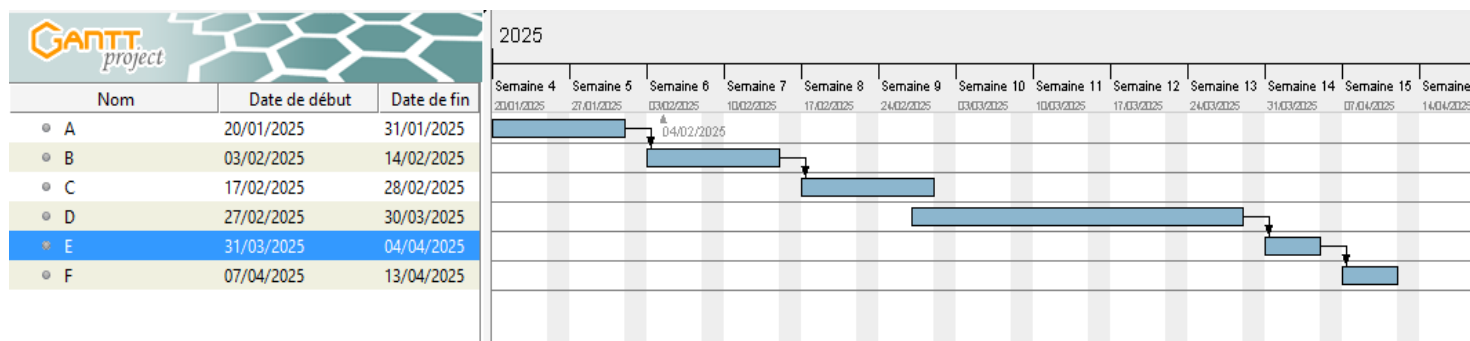 GANTT
project
2025
Semaine 4 Semaine 5 Semaine 6 Semaine 7 Semaine 8 Semaine 9 Semaine 10 Semaine 11 Semaine 12 Semaine 13 Semaine 14 Semaine 15 Semaine
20/01/2025 27/01/2025 03/02/2025 10/02/2025 17/02/2025 24/02/2025 03/03/2025 10/03/2025 17/03/2025 24/03/2025 31/03/2025 07/04/2025 14/04/2025
Nom Date de début Date de fin
A 20/01/2025 31/01/2025
04/02/2025
B 03/02/2025 14/02/2025
C 17/02/2025 28/02/2025
D 27/02/2025 30/03/2025
E 31/03/2025 04/04/2025
F 07/04/2025 13/04/2025